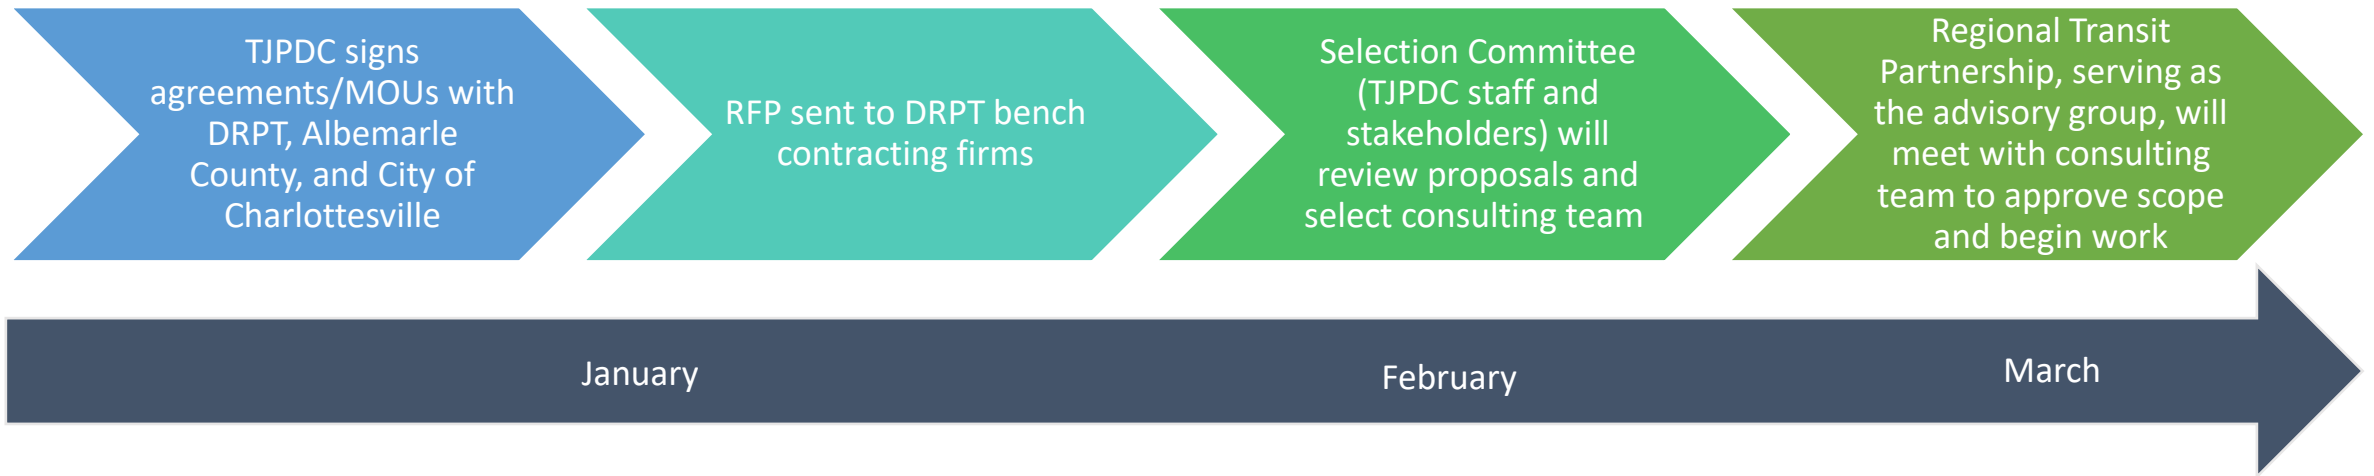 TJPDC signs
agreements/MOUs with
DRPT, Albemarle
County, and City of
Charlottesville
RFP sent to DRPT bench
contracting firms
Selection Committee
(TJPDC staff and
stakeholders) will
review proposals and
select consulting team
Regional Transit
Partnership, serving as
the advisory group, will
meet with consulting
team to approve scope
and begin work
January
February
March